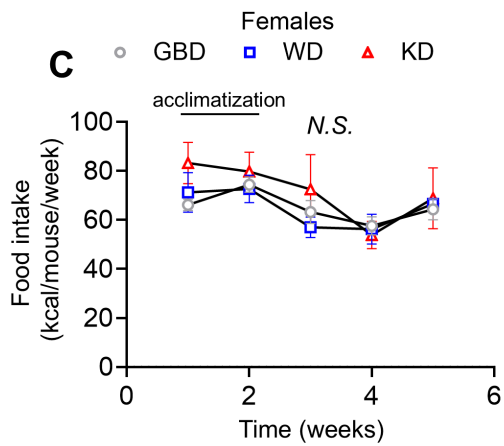 Females
C
GBD WD KD
acclimatization
N.S.
Food intake
(kcal/mouse/week)
100
80
60
40
20
0
0 2 4 6
Time (weeks)